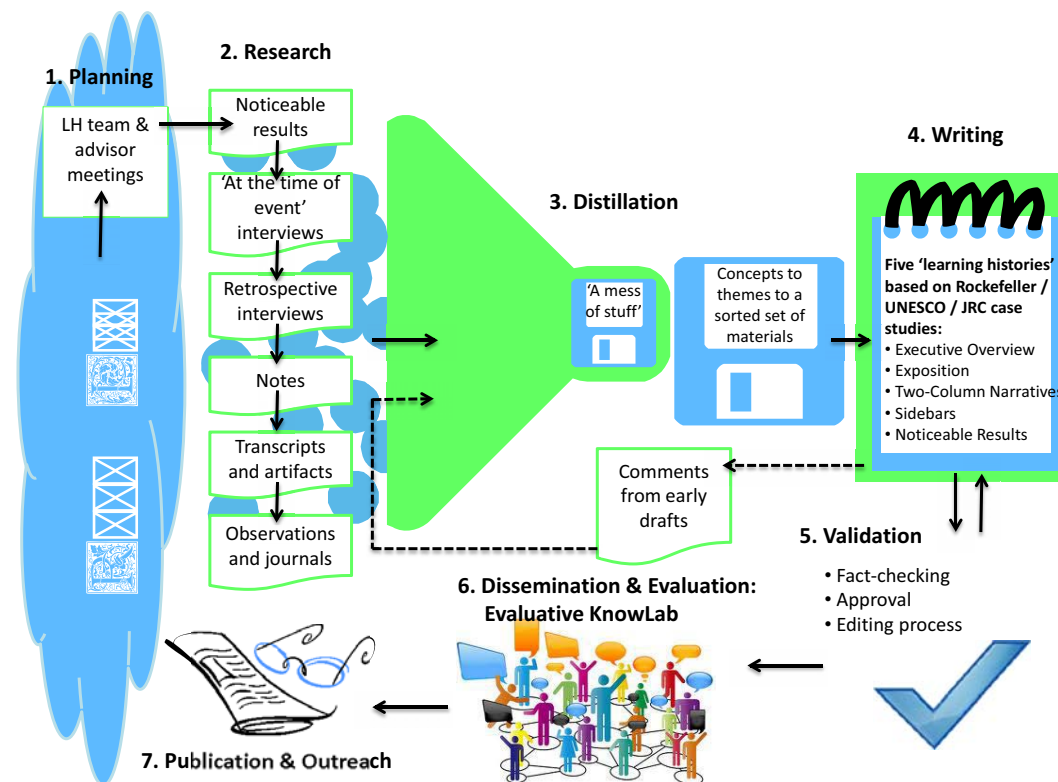 1. Planning
LH team &
advisor
meetings
2. Research
Noticeable
results
‘At the time of
event’
interviews
Retrospective
interviews
Notes
Transcripts
and artifacts
Observations
and journals
3. Distillation
‘A mess
of stuff’
Concepts to
themes to a
sorted set of
materials
4. Writing
Five ‘learning histories’
based on Rockefeller /
UNESCO / JRC case
studies:
• Executive Overview
• Exposition
• Two-Column Narratives
• Sidebars
• Noticeable Results
Comments
from early
drafts
5. Validation
• Fact-checking
• Approval
• Editing process
6. Dissemination & Evaluation:
Evaluative KnowLab
7. Publication & Outreach